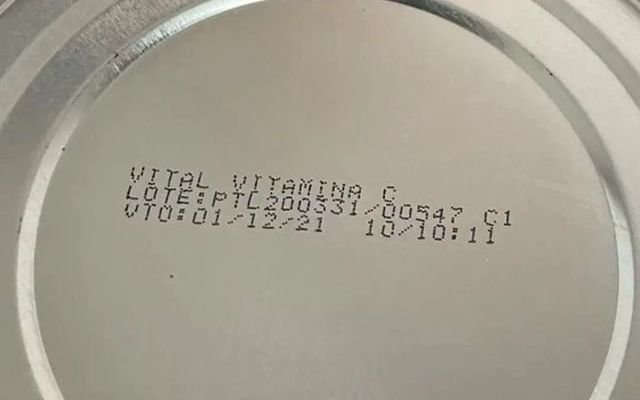 VITAL VITAMINA C
LOTE:PTL200331/00547 C1
VTO:01/12/21 10/10:11